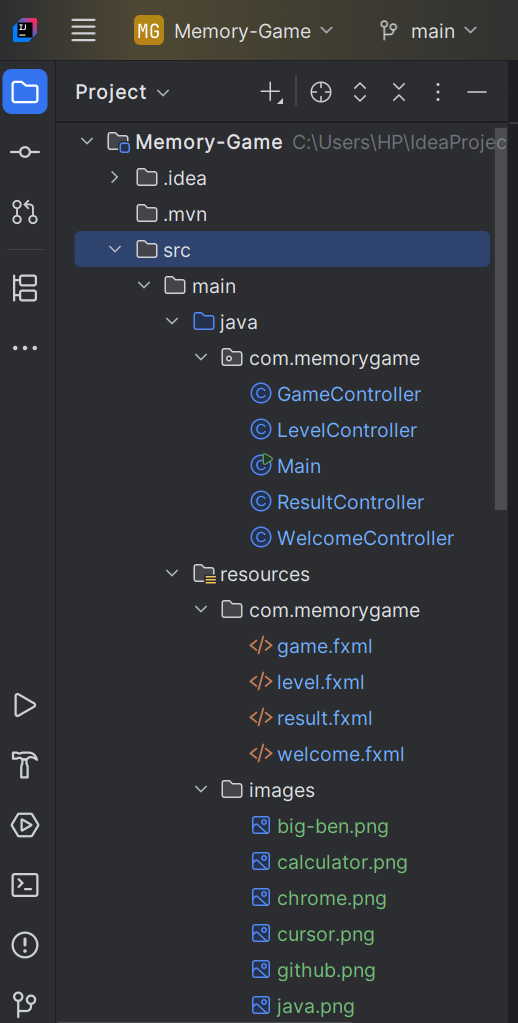 MG Memory-Game main
Project
Memory-Game C:\Users\HP\IdeaProjec
.idea
.mvn
src
main
java
com.memorygame
GameController
LevelController
Main
ResultController
WelcomeController
resources
com.memorygame
game.fxml
level.fxml
result.fxml
welcome.fxml
images
big-ben.png
calculator.png
chrome.png
cursor.png
github.png
java.png